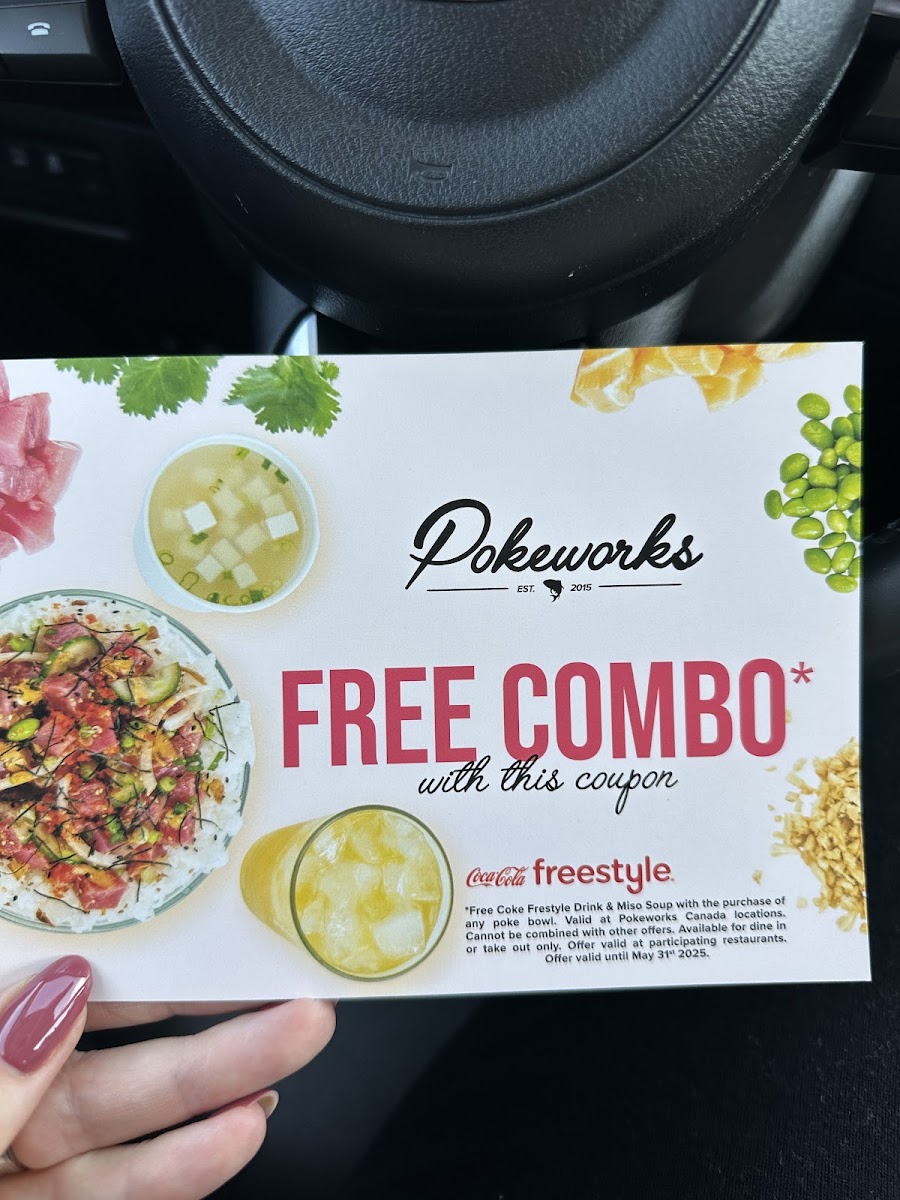 Pokeworks
EST. 2015
FREE COMBO*
with this coupon
Coca-Cola freestyle.
*Free Coke Frestyle Drink & Miso Soup with the purchase of
any poke bowl. Valid at Pokeworks Canada locations.
Cannot be combined with other offers. Available for dine in
or take out only. Offer valid at participating restaurants.
Offer valid until May 31st 2025.